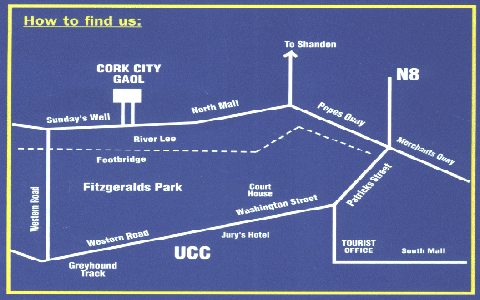 How to find us:
To Shandon
CORK CITY
GAOL
N8
Sunday's Well
North Mall
Popes Quay
River Lee
Merchants Quay
Footbridge
Western Road
Fitzgeralds Park
Court
House
Patricks Street
Washington Street
Western Road
Jury's Hotel
UCC
TOURIST
OFFICE
South Mall
Greyhound
Track